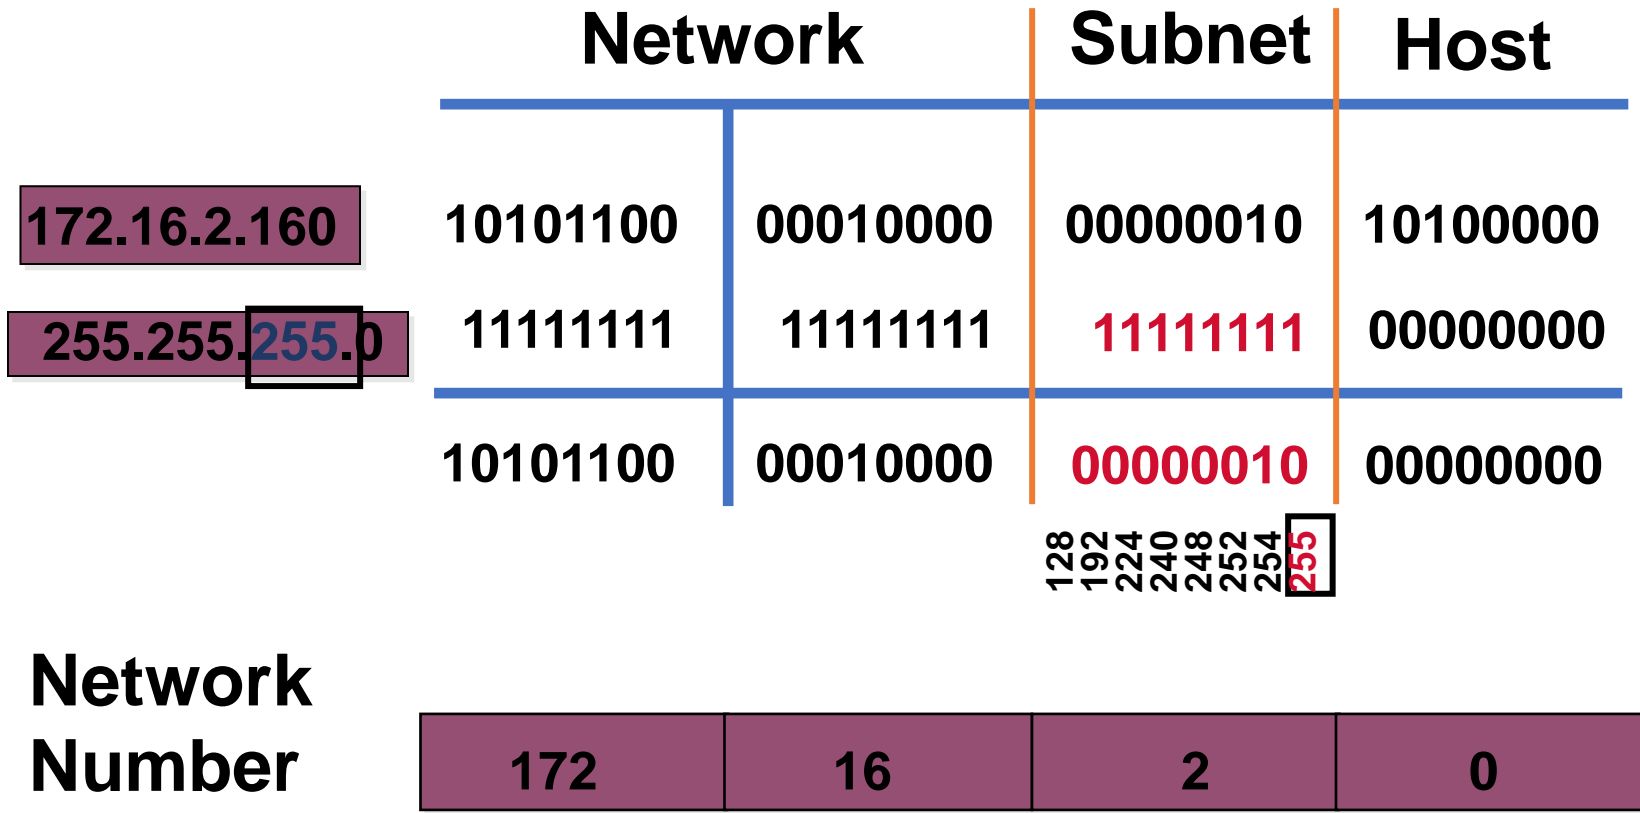 Network Subnet Host
172.16.2.160 10101100 00010000 00000010 10100000
255.255.255.0 11111111 11111111 11111111 00000000
10101100 00010000 00000010 00000000
128 192 224 240 248 252 254 255
Network
Number 172 16 2 0